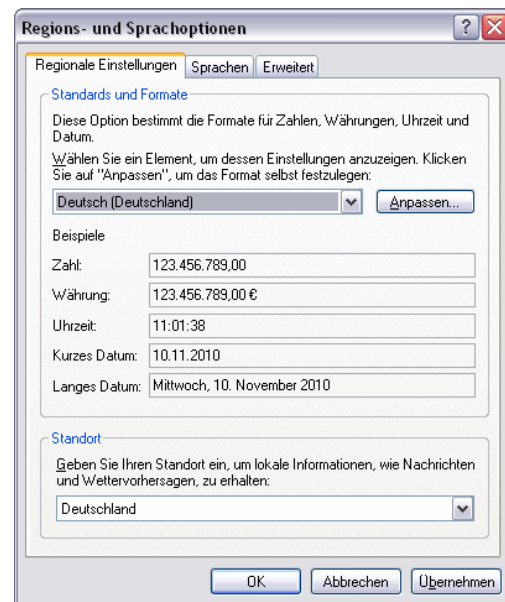 Regions- und Sprachoptionen
Regionale Einstellungen Sprachen Erweitert
Standards und Formate
Diese Option bestimmt die Formate für Zahlen, Währungen, Uhrzeit und
Datum.
Wählen Sie ein Element, um dessen Einstellungen anzuzeigen. Klicken
Sie auf "Anpassen", um das Format selbst festzulegen:
Deutsch (Deutschland) Anpassen...
Beispiele
Zahl: 123.456.789,00
Währung: 123.456.789,00 €
Uhrzeit: 11:01:38
Kurzes Datum: 10.11.2010
Langes Datum: Mittwoch, 10. November 2010
Standort
Geben Sie Ihren Standort ein, um lokale Informationen, wie Nachrichten
und Wettervorhersagen, zu erhalten:
Deutschland
OK Abbrechen Übernehmen